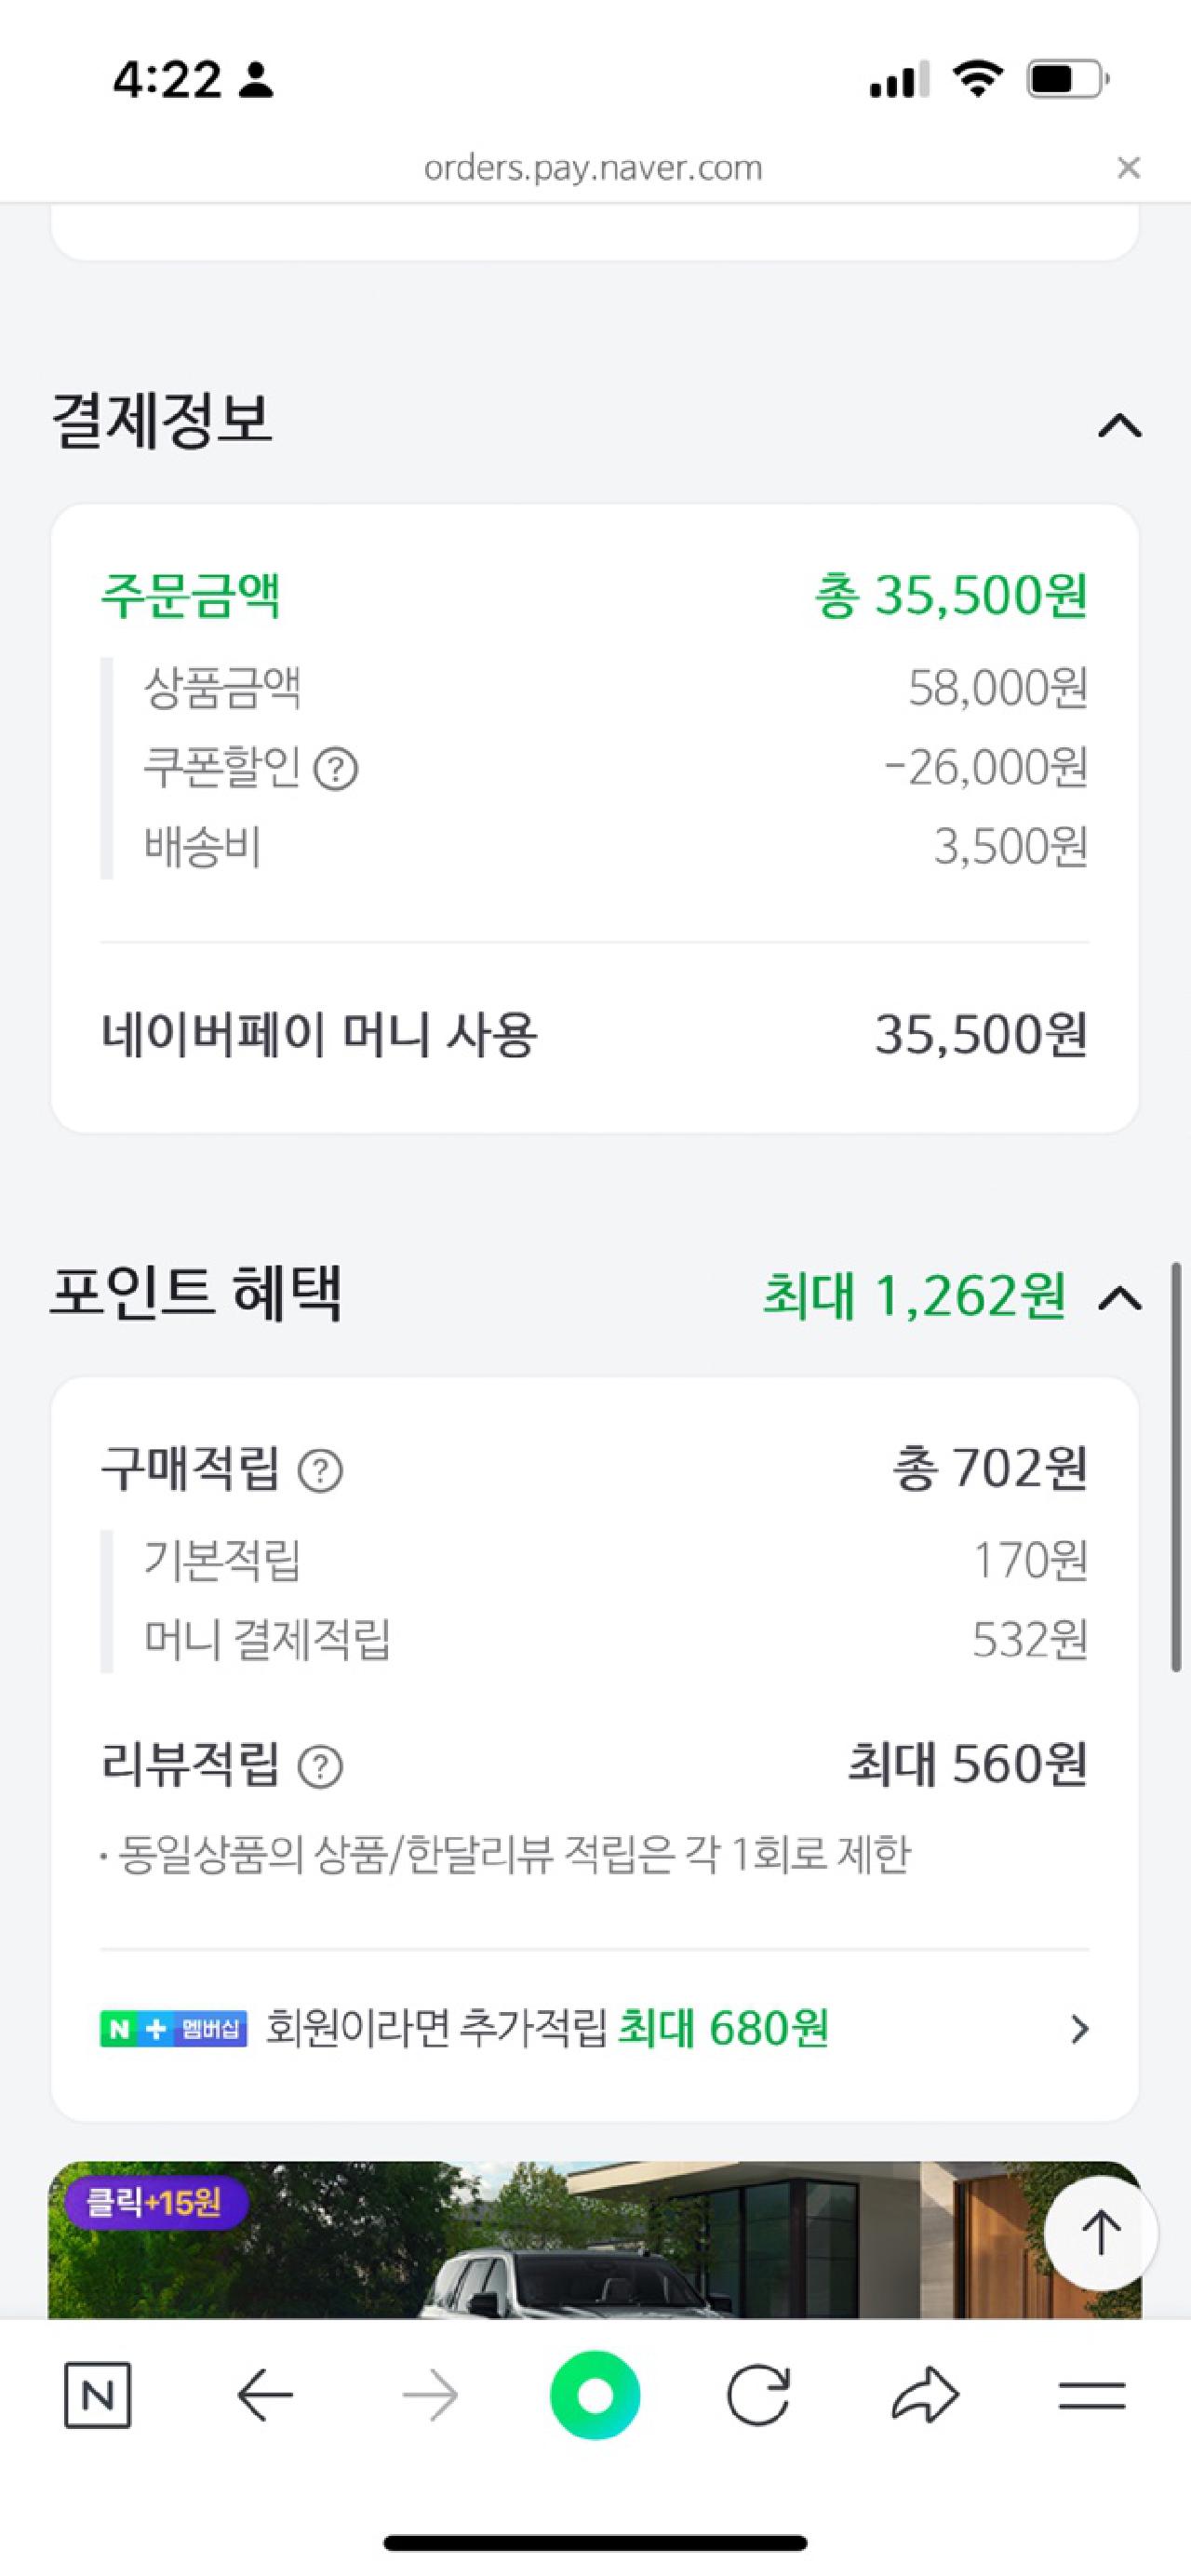 4:22
orders.pay.naver.com
결제정보
주문금액 총 35,500원
상품금액 58,000원
쿠폰할인 ? -26,000원
배송비 3,500원
네이버페이 머니 사용 35,500원
포인트 혜택 최대 1,262원
구매적립 ? 총 702원
기본적립 170원
머니 결제적립 532원
리뷰적립 ? 최대 560원
· 동일상품의 상품/한달리뷰 적립은 각 1회로 제한
N + 멤버십 회원이라면 추가적립 최대 680원
클릭+15원
N